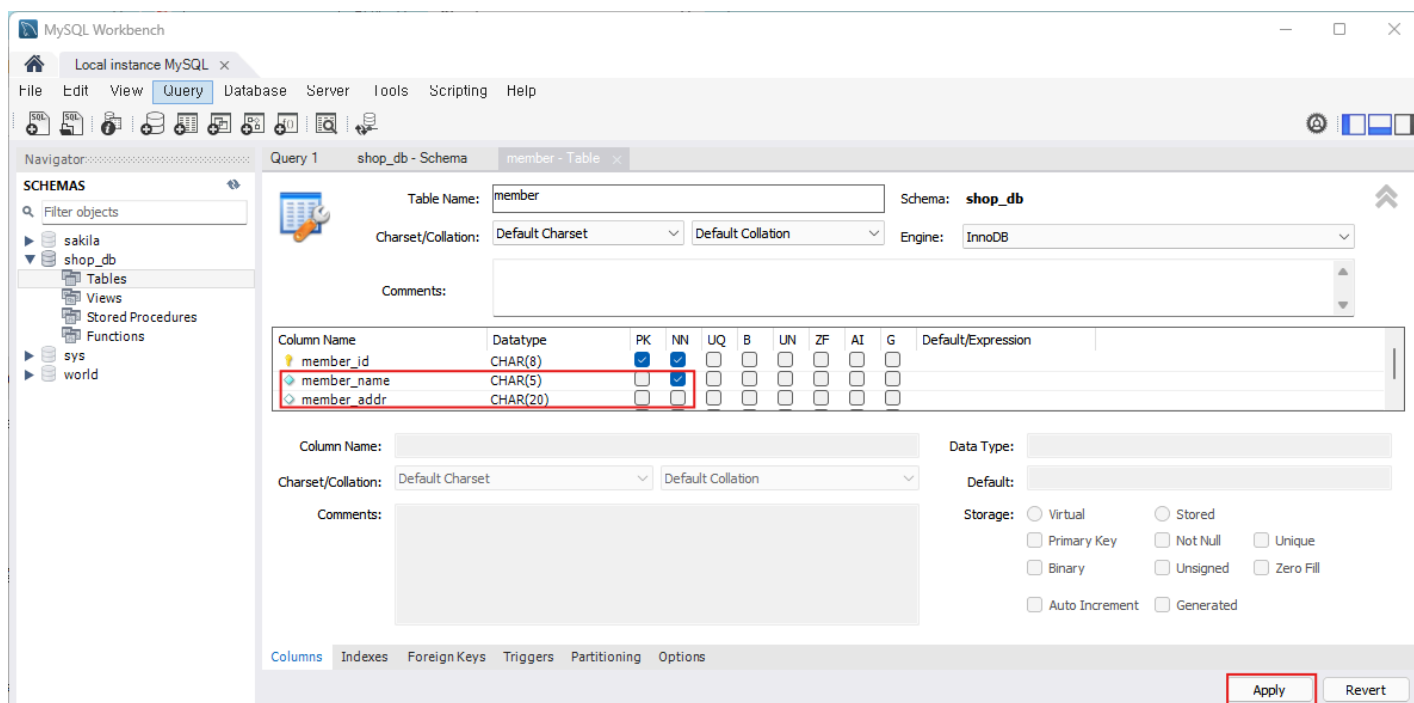 MySQL Workbench
Local instance MySQL ×
File Edit View Query Database Server Tools Scripting Help
Navigator
Query 1 shop_db - Schema member - Table ×
SCHEMAS
Filter objects
sakila
shop_db
Tables
Views
Stored Procedures
Functions
sys
world
Table Name: member Schema: shop_db
Charset/Collation: Default Charset Default Collation Engine: InnoDB
Comments:
Column Name Datatype PK NN UQ B UN ZF AI G Default/Expression
member_id CHAR(8)
member_name CHAR(5)
member_addr CHAR(20)
Column Name: Data Type:
Charset/Collation: Default Charset Default Collation Default:
Comments: Storage: Virtual Stored
Primary Key Not Null Unique
Binary Unsigned Zero Fill
Auto Increment Generated
Columns Indexes Foreign Keys Triggers Partitioning Options
Apply Revert